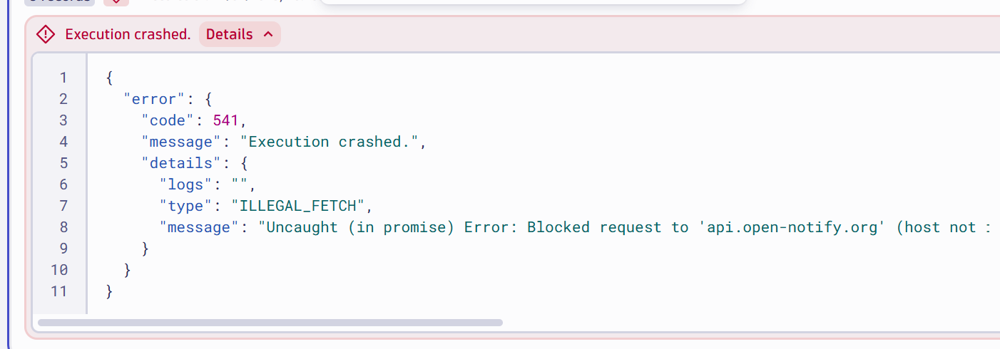 Execution crashed. Details
1 {
2 "error": {
3 "code": 541,
4 "message": "Execution crashed.",
5 "details": {
6 "logs": "",
7 "type": "ILLEGAL_FETCH",
8 "message": "Uncaught (in promise) Error: Blocked request to 'api.open-notify.org' (host not
9 }
10 }
11 }